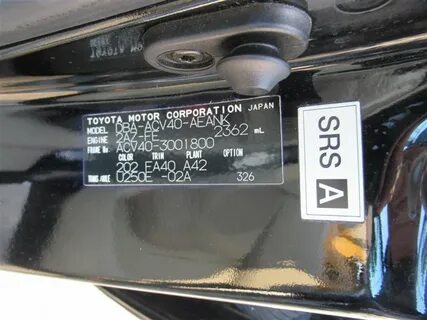 TOYOTA MOTOR CORPORATION JAPAN
MODEL DBA-ACV40-AEANK
ENGINE 2AZ-FE 2362 mL
FRAME No. ACV40-3001800
COLOR TRIM PLANT
202 FA40 A42
TRANS./AXLE U250E -02A 326
SRS A